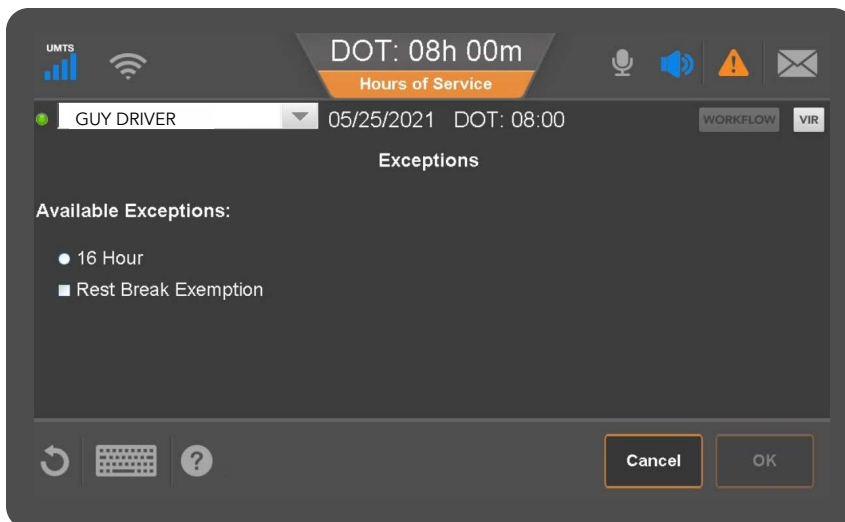 UMTS
DOT: 08h 00m
Hours of Service
GUY DRIVER
05/25/2021 DOT: 08:00
WORKFLOW
VIR
Exceptions
Available Exceptions:
16 Hour
Rest Break Exemption
?
Cancel
OK